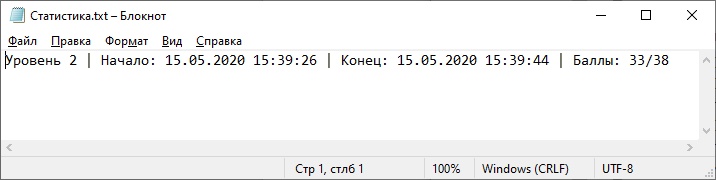 Статистика.txt – Блокнот
Файл Правка Формат Вид Справка
Уровень 2 | Начало: 15.05.2020 15:39:26 | Конец: 15.05.2020 15:39:44 | Баллы: 33/38
Стр 1, стлб 1 100% Windows (CRLF) UTF-8